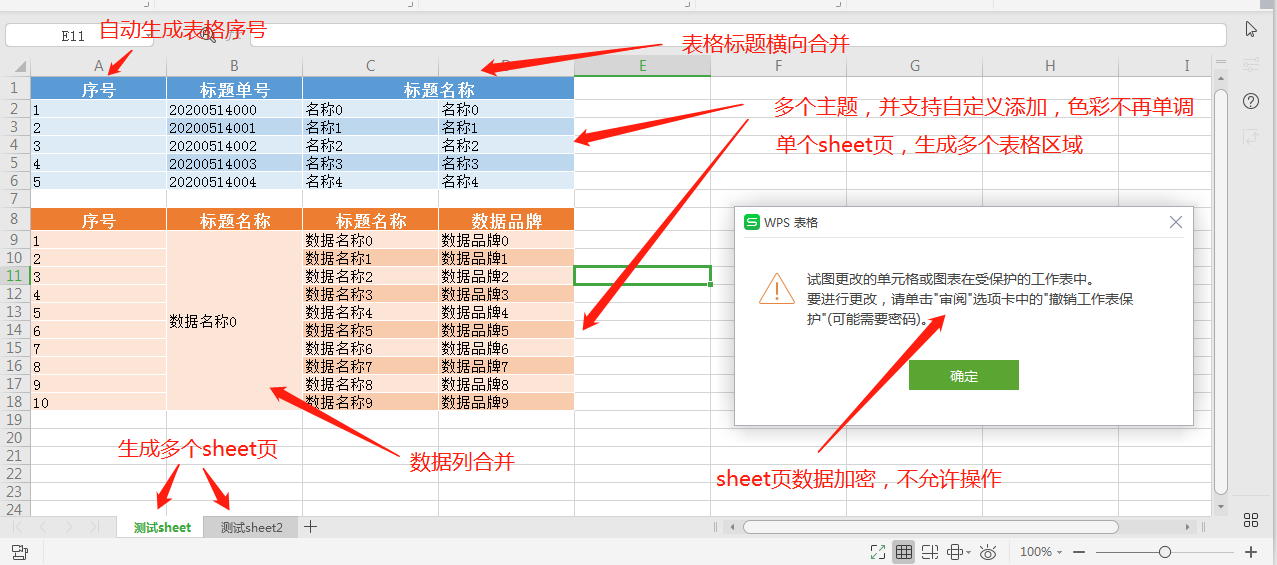 自动生成表格序号
E11
表格标题横向合并
A B C D E F G H I
1 序号 标题单号 标题名称
2 1 20200514000 名称0 名称0
3 2 20200514001 名称1 名称1
4 3 20200514002 名称2 名称2
5 4 20200514003 名称3 名称3
6 5 20200514004 名称4 名称4
7
多个主题，并支持自定义添加，色彩不再单调
单个sheet页，生成多个表格区域
8 序号 标题名称 标题名称 数据品牌
9 1 数据名称0 数据品牌0
10 2 数据名称1 数据品牌1
11 3 数据名称2 数据品牌2
12 4 数据名称3 数据品牌3
13 5 数据名称0 数据名称4 数据品牌4
14 6 数据名称5 数据品牌5
15 7 数据名称6 数据品牌6
16 8 数据名称7 数据品牌7
17 9 数据名称8 数据品牌8
18 10 数据名称9 数据品牌9
19
20
21
22
23
24
WPS 表格
试图更改的单元格或图表在受保护的工作表中。
要进行更改，请单击"审阅"选项卡中的"撤销工作表保
护"(可能需要密码)。
确定
生成多个sheet页
数据列合并
sheet页数据加密，不允许操作
测试sheet 测试sheet2
100%